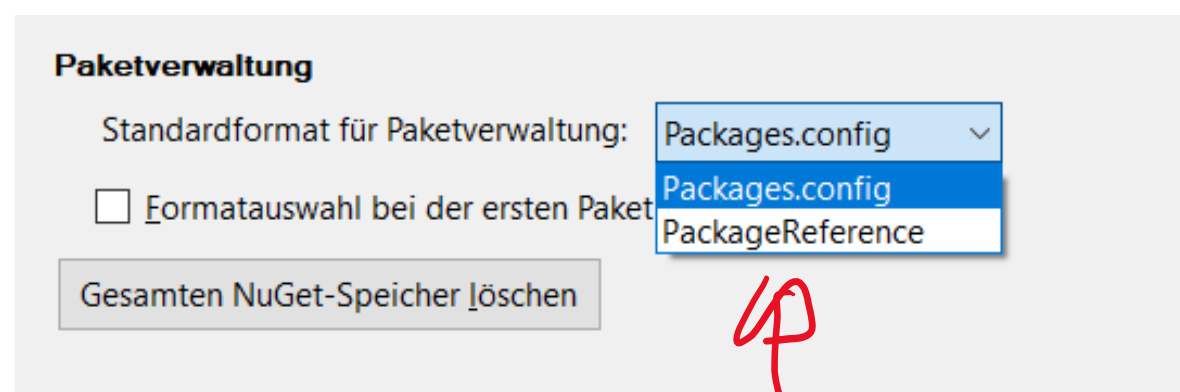 Paketverwaltung
Standardformat für Paketverwaltung: Packages.config
Packages.config
Formatauswahl bei der ersten Paket
PackageReference
Gesamten NuGet-Speicher löschen